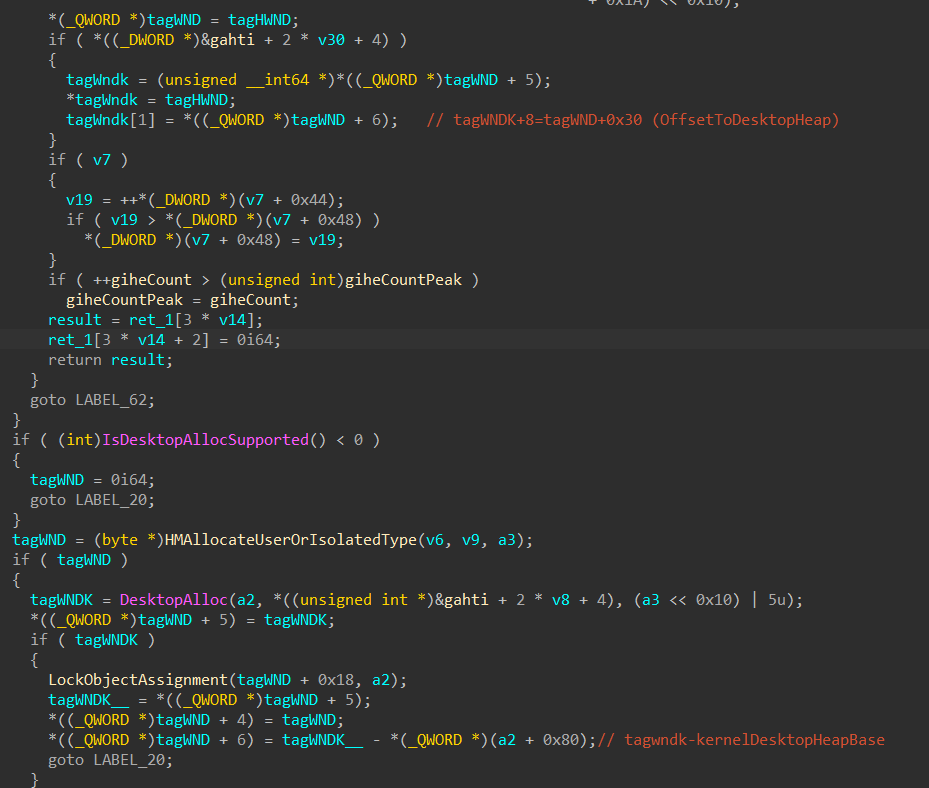 + 0x1A) << 0x10);
*(_QWORD *)tagWND = tagHWND;
if ( *((_DWORD *)&gahti + 2 * v30 + 4) )
{
tagWndk = (unsigned __int64 *)*((_QWORD *)tagWND + 5);
*tagWndk = tagHWND;
tagWndk[1] = *((_QWORD *)tagWND + 6);   // tagWNDK+8=tagWND+0x30 (OffsetToDesktopHeap)
}
if ( v7 )
{
v19 = ++*(_DWORD *)(v7 + 0x44);
if ( v19 > *(_DWORD *)(v7 + 0x48) )
*(_DWORD *)(v7 + 0x48) = v19;
}
if ( ++giheCount > (unsigned int)giheCountPeak )
giheCountPeak = giheCount;
result = ret_1[3 * v14];
ret_1[3 * v14 + 2] = 0i64;
return result;
}
goto LABEL_62;
}
if ( (int)IsDesktopAllocSupported() < 0 )
{
tagWND = 0i64;
goto LABEL_20;
}
tagWND = (byte *)HMAllocateUserOrIsolatedType(v6, v9, a3);
if ( tagWND )
{
tagWNDK = DesktopAlloc(a2, *((unsigned int *)&gahti + 2 * v8 + 4), (a3 << 0x10) | 5u);
*((_QWORD *)tagWND + 5) = tagWNDK;
if ( tagWNDK )
{
LockObjectAssignment(tagWND + 0x18, a2);
tagWNDK__ = *((_QWORD *)tagWND + 5);
*((_QWORD *)tagWND + 4) = tagWND;
*((_QWORD *)tagWND + 6) = tagWNDK__ - *(_QWORD *)(a2 + 0x80);// tagwndk-kernelDesktopHeapBase
goto LABEL_20;
}